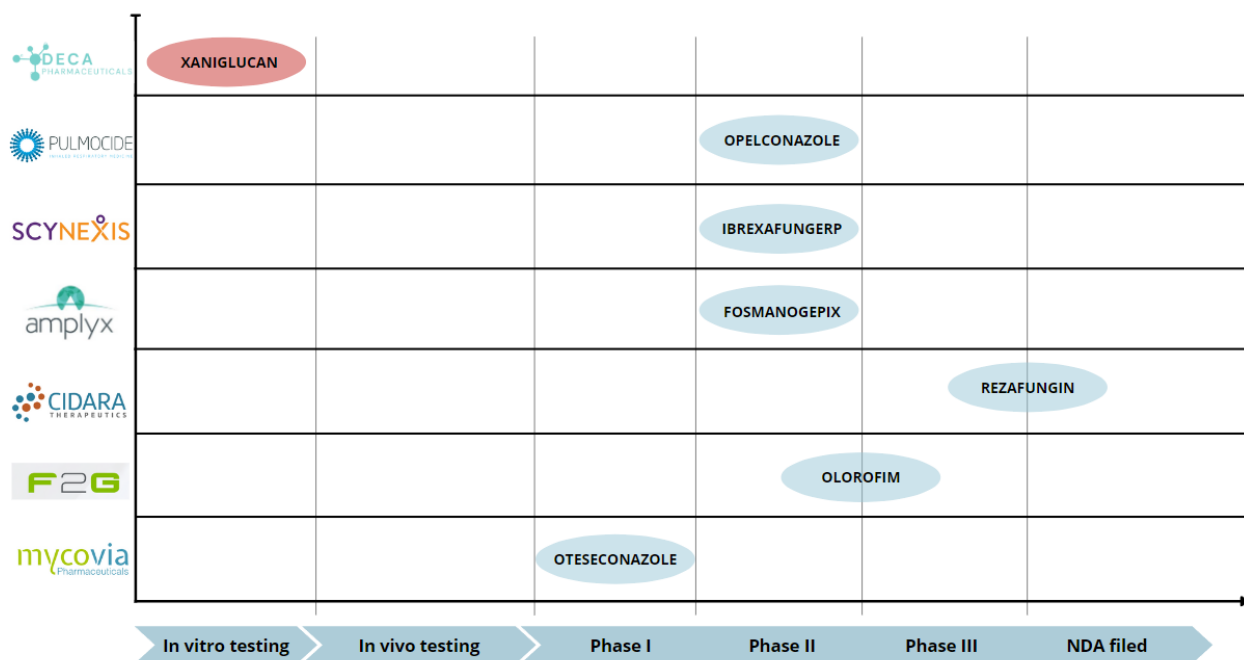 DECA
PHARMACEUTICALS
XANIGLUCAN
PULMOCIDE
OPELCONAZOLE
SCYNEXIS
IBREXAFUNGERP
amplyx
FOSMANOGEPIX
CIDARA
THERAPEUTICS
REZAFUNGIN
F2G
OLOROFIM
mycovia
Pharmaceuticals
OTESECONAZOLE
In vitro testing
In vivo testing
Phase I
Phase II
Phase III
NDA filed